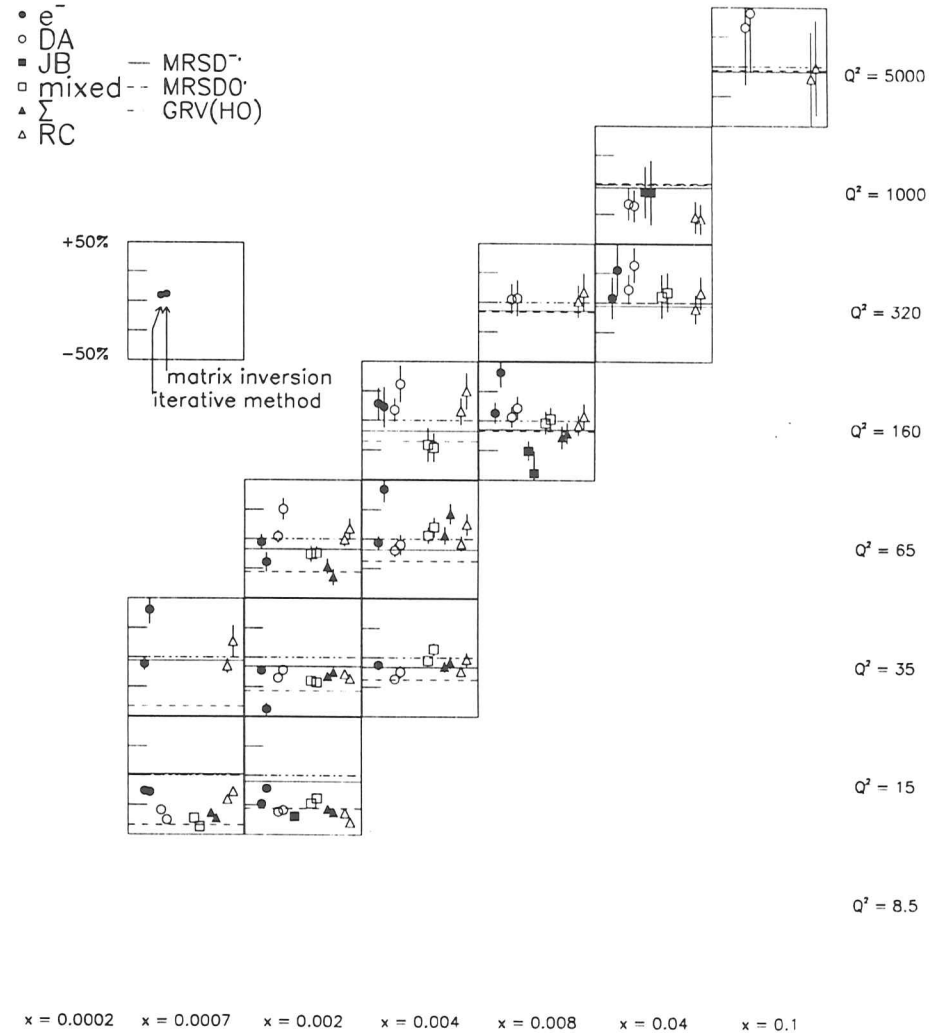 e⁻
DA
JB
mixed
Σ
RC
MRSD⁻'
MRSD0'
GRV(HO)
Q² = 5000
Q² = 1000
+50%
Q² = 320
−50%
matrix inversion
iterative method
Q² = 160
Q² = 65
Q² = 35
Q² = 15
Q² = 8.5
x = 0.0002 x = 0.0007 x = 0.002 x = 0.004 x = 0.008 x = 0.04 x = 0.1